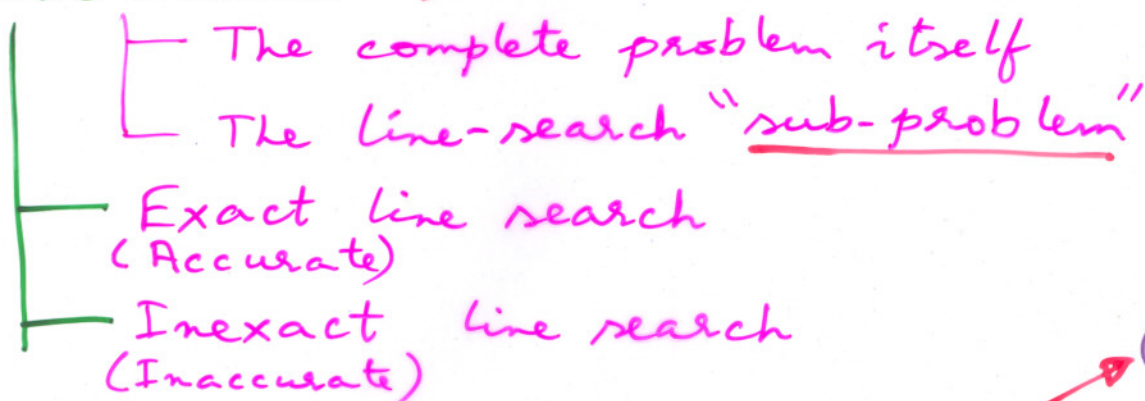 The complete problem itself
The line-search "sub-problem"
Exact line search
(Accurate)
Inexact line search
(Inaccurate)